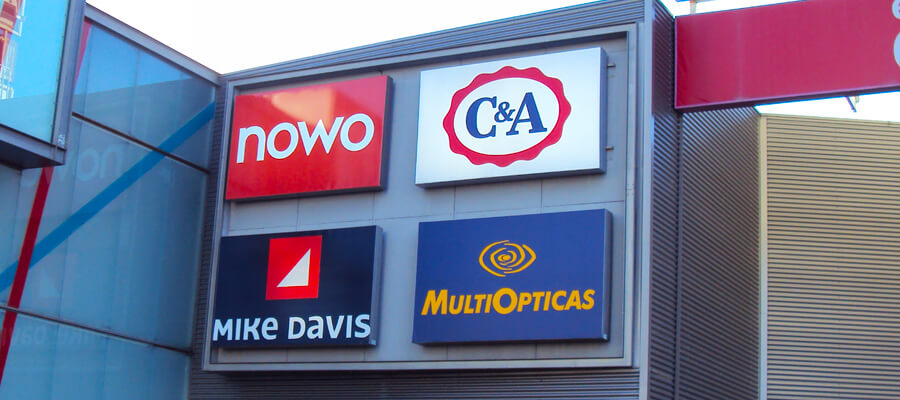 nowo
C&A
MIKE DAVIS
MULTIOPTICAS